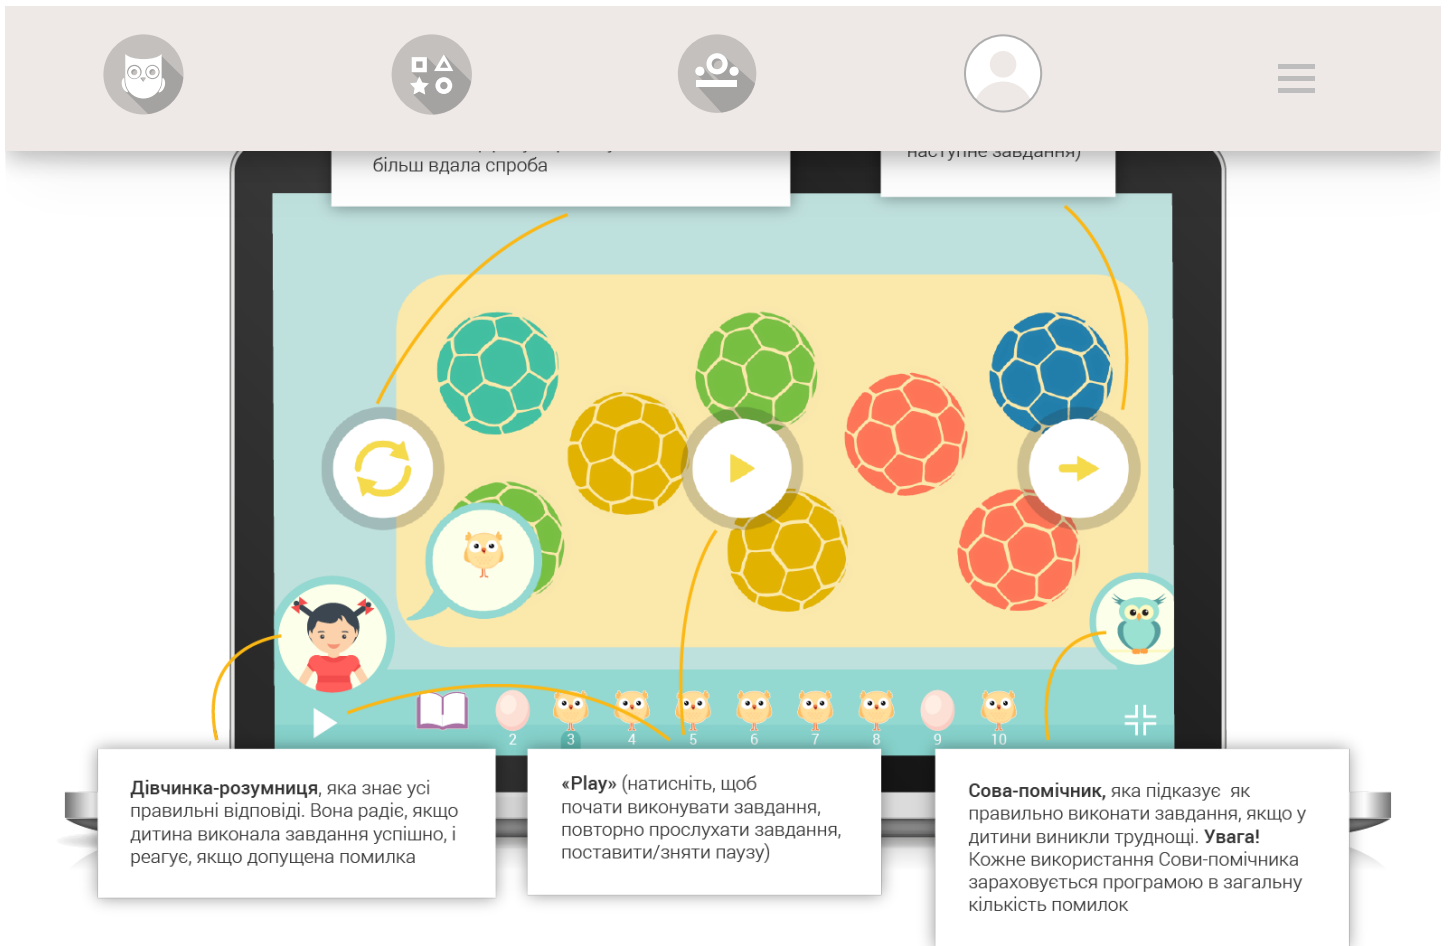 більш вдала спроба
наступне завдання)
2 3 4 5 6 7 8 9 10
Дівчинка-розумниця, яка знає усі
правильні відповіді. Вона радіє, якщо
дитина виконала завдання успішно, і
реагує, якщо допущена помилка
«Play» (натисніть, щоб
почати виконувати завдання,
повторно прослухати завдання,
поставити/зняти паузу)
Сова-помічник, яка підказує як
правильно виконати завдання, якщо у
дитини виникли труднощі. Увага!
Кожне використання Сови-помічника
зараховується програмою в загальну
кількість помилок